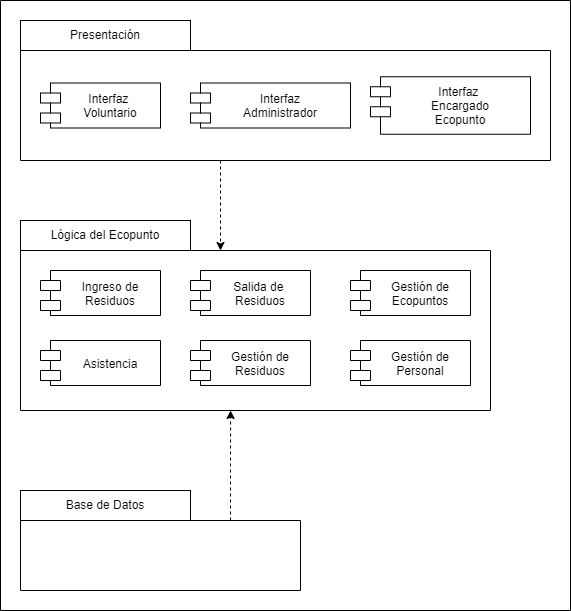 Presentación
Interfaz
Voluntario
Interfaz
Administrador
Interfaz
Encargado
Ecopunto
Lógica del Ecopunto
Ingreso de
Residuos
Salida de
Residuos
Gestión de
Ecopuntos
Asistencia
Gestión de
Residuos
Gestión de
Personal
Base de Datos